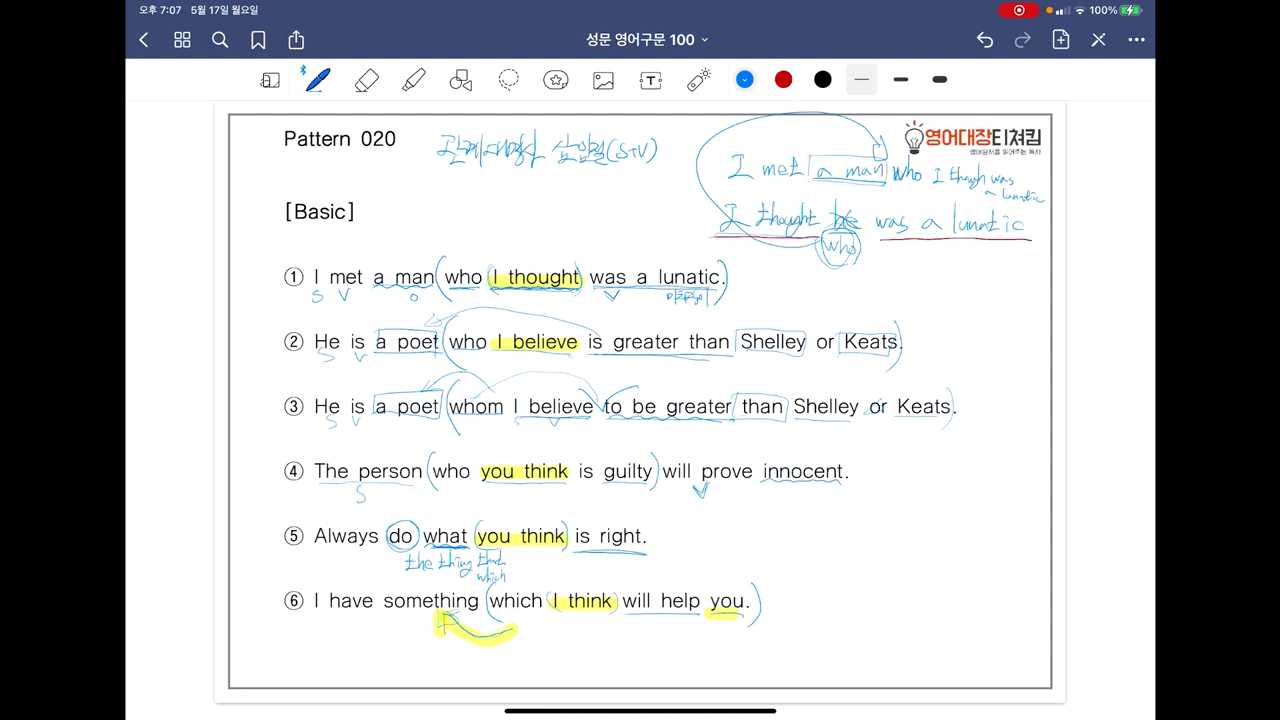 오후 7:07 5월 17일 월요일 100%
성문 영어구문 100
Pattern 020 관계대명사 삽입절(S+V) 영어대장티쳐킴
I met a man who I though was
a lunatic
[Basic]
I thought he was a lunatic
who
① I met a man (who (I thought) was a lunatic.)
S V O V 미치광이
② He is a poet (who I believe is greater than Shelley or Keats.)
S V
③ He is a poet (whom I believe to be greater than Shelley or Keats).
S V V
④ The person (who you think is guilty) will prove innocent.
S V
⑤ Always do what (you think) is right.
the thing that
which
⑥ I have something (which (I think) will help you.)